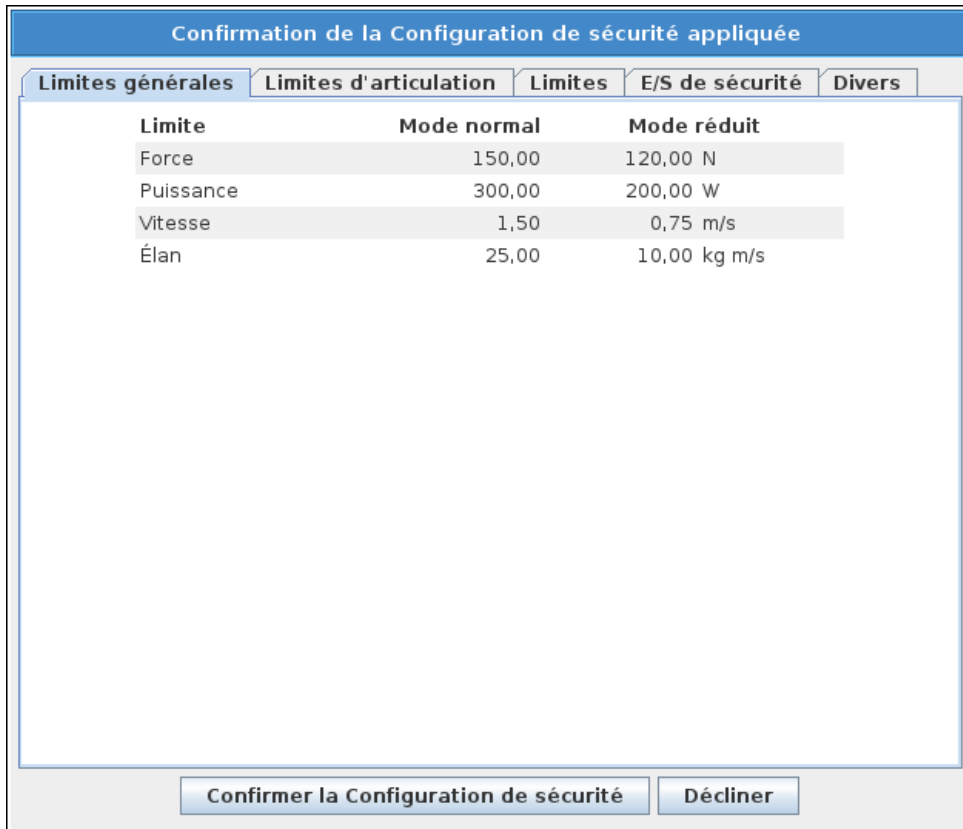 Confirmation de la Configuration de sécurité appliquée
Limites générales Limites d'articulation Limites E/S de sécurité Divers
Limite Mode normal Mode réduit
Force 150,00 120,00 N
Puissance 300,00 200,00 W
Vitesse 1,50 0,75 m/s
Élan 25,00 10,00 kg m/s
Confirmer la Configuration de sécurité Décliner